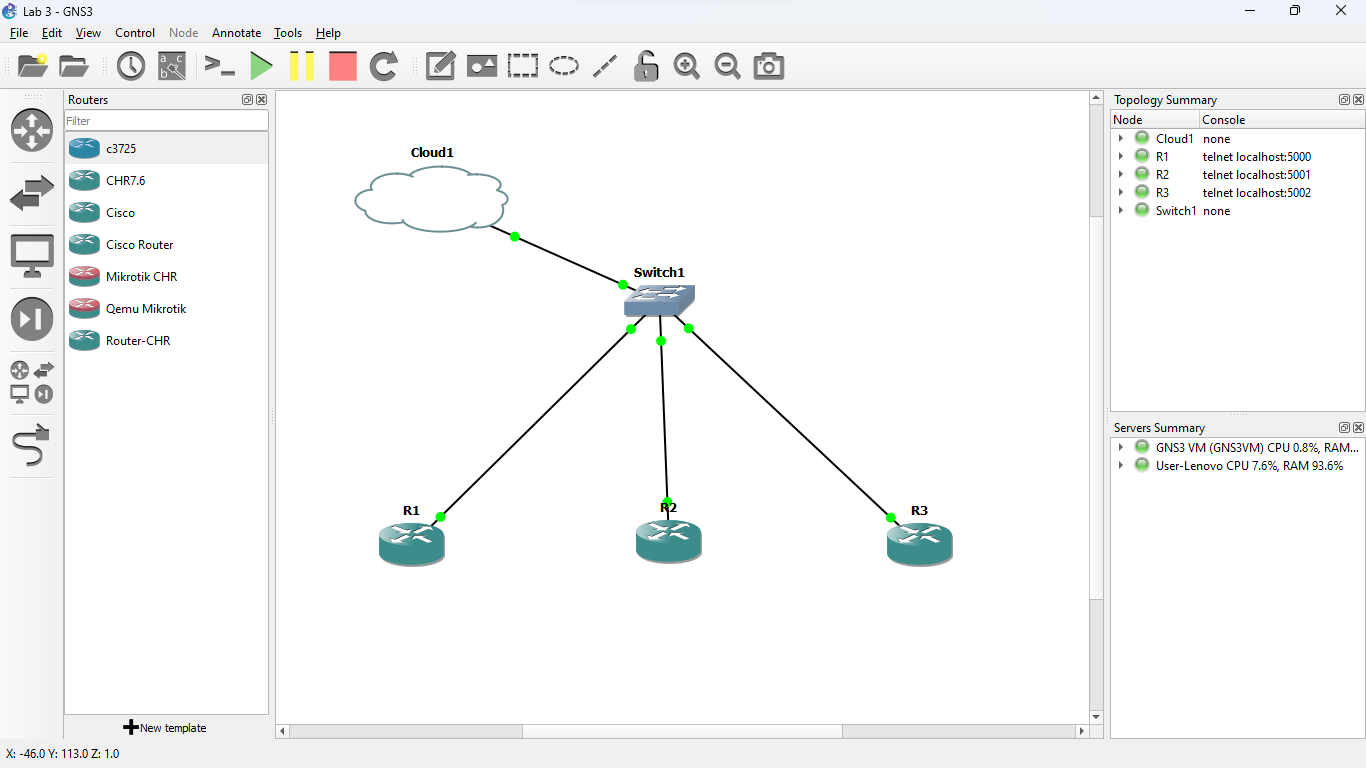 Lab 3 - GNS3
File Edit View Control Node Annotate Tools Help
Routers
Filter
c3725
CHR7.6
Cisco
Cisco Router
Mikrotik CHR
Qemu Mikrotik
Router-CHR
New template
Cloud1
Switch1
R1
R2
R3
Topology Summary
Node Console
Cloud1 none
R1 telnet localhost:5000
R2 telnet localhost:5001
R3 telnet localhost:5002
Switch1 none
Servers Summary
GNS3 VM (GNS3VM) CPU 0.8%, RAM...
User-Lenovo CPU 7.6%, RAM 93.6%
X: -46.0 Y: 113.0 Z: 1.0